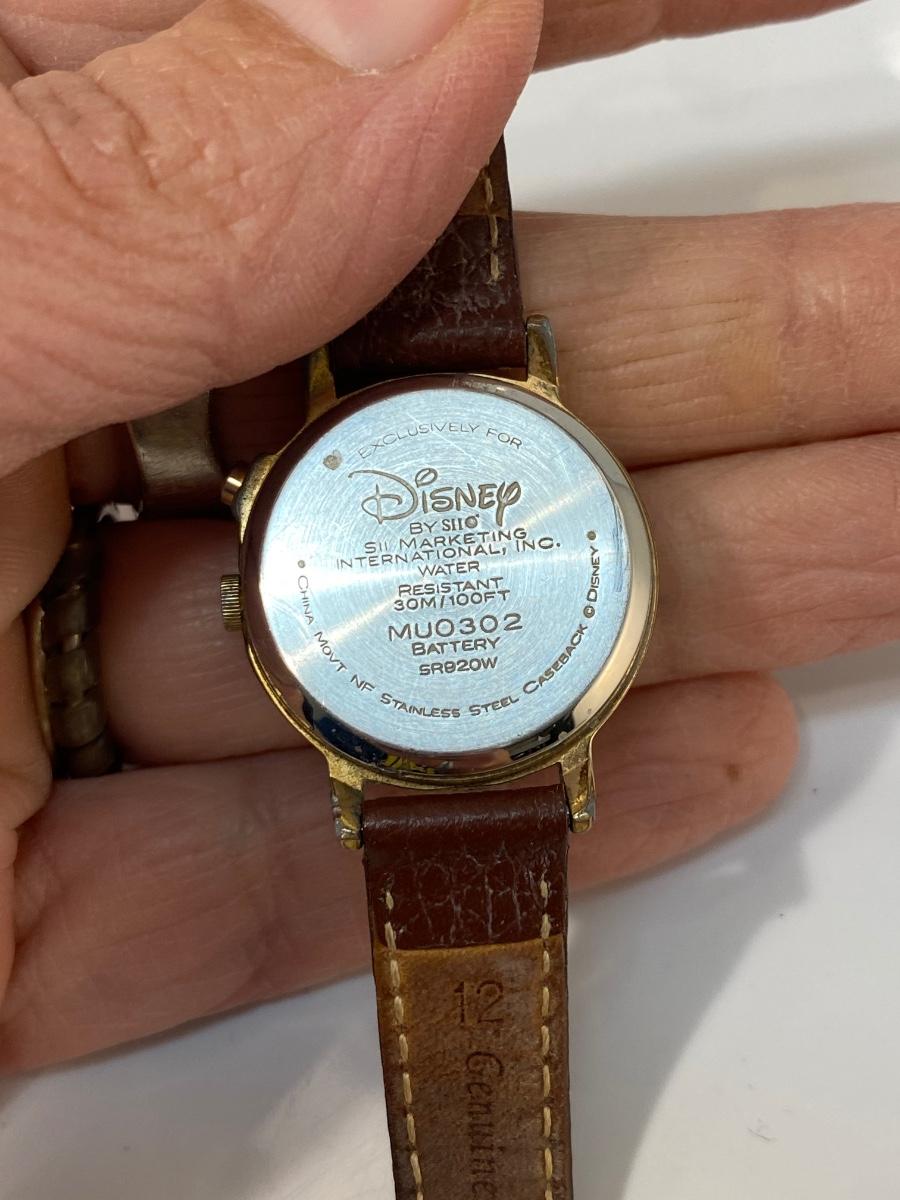 EXCLUSIVELY FOR
Disney
BY SII©
SII MARKETING
INTERNATIONAL, INC.
WATER
RESISTANT
30M/100FT
MU0302
BATTERY
SR920W
CHINA MOVT NF STAINLESS STEEL CASEBACK © DISNEY
12 Genuine